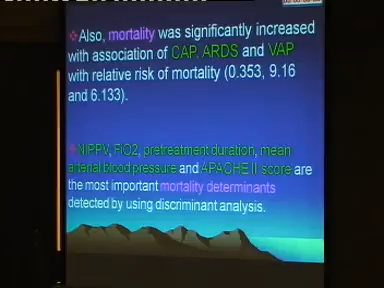 Also, mortality was significantly increased
with association of CAP, ARDS and VAP
with relative risk of mortality (0.353, 9.16
and 6.133).
NIPPV, FiO2, pretreatment duration, mean
arterial blood pressure and APACHE II score are
the most important mortality determinants
detected by using discriminant analysis.